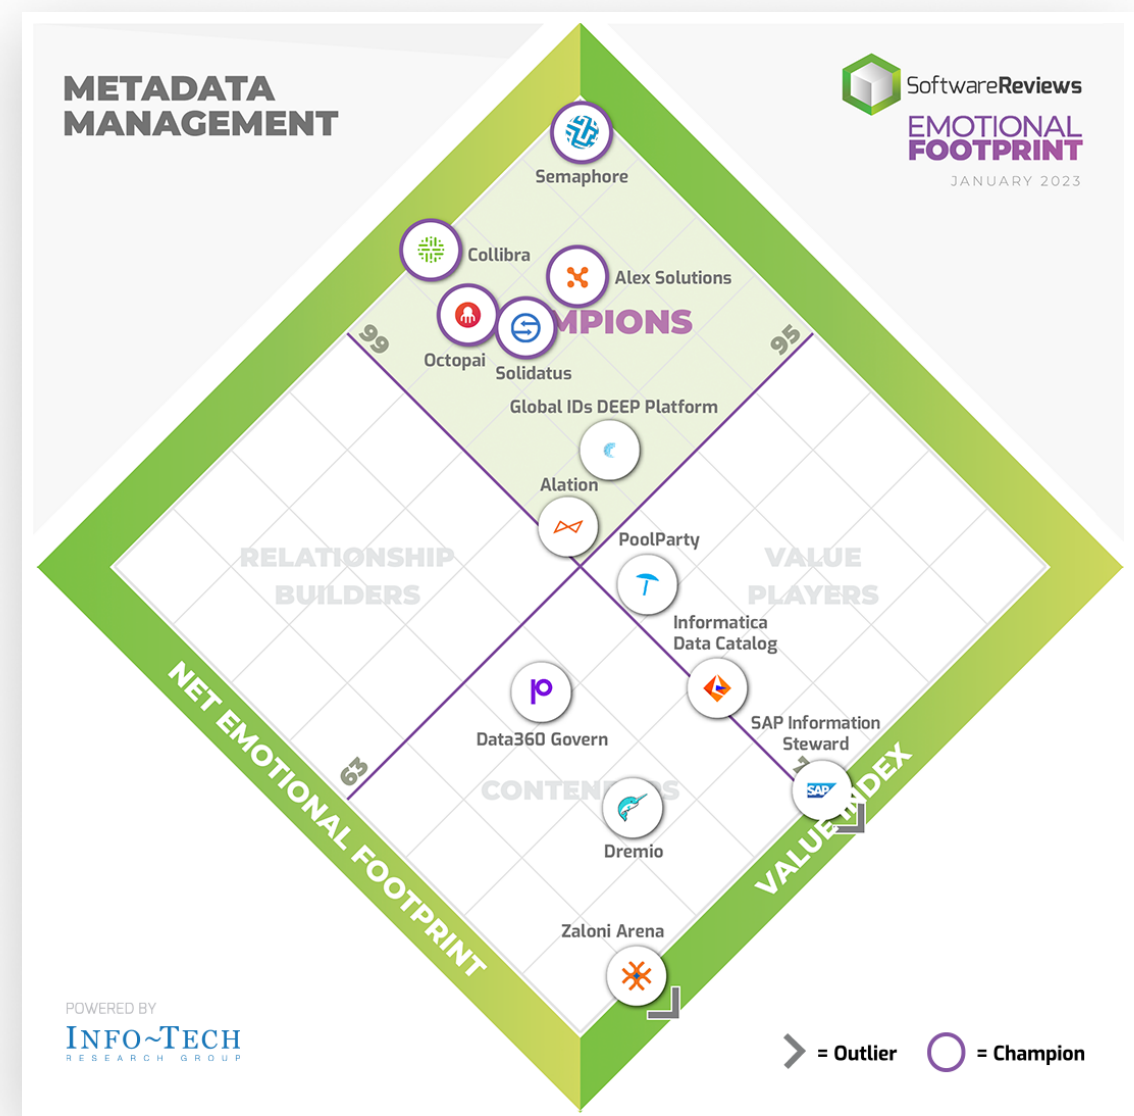 METADATA
MANAGEMENT
SoftwareReviews
EMOTIONAL
FOOTPRINT
JANUARY 2023
Semaphore
Collibra
Alex Solutions
MPIONS
Octopai
Solidatus
99
95
Global IDs DEEP Platform
Alation
PoolParty
RELATIONSHIP
BUILDERS
VALUE
PLAYERS
Informatica
Data Catalog
Data360 Govern
SAP Information
Steward
63
SAP
CONTEN
S
Dremio
Zaloni Arena
NET EMOTIONAL FOOTPRINT
VALUE INDEX
POWERED BY
INFO~TECH
RESEARCH GROUP
= Outlier
= Champion